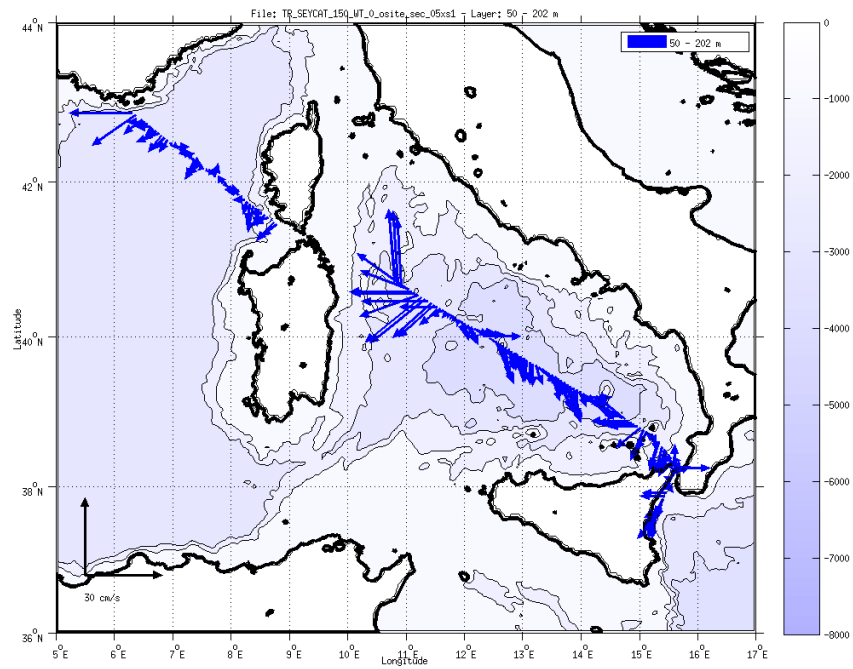 File: TR_SEYCAT_150_WT_0_osite_sec_05xs1 - Layer: 50 - 202 m
50 - 202 m
44°N
42°N
40°N
38°N
36°N
Latitude
30 cm/s
5°E 6°E 7°E 8°E 9°E 10°E 11°E 12°E 13°E 14°E 15°E 16°E 17°E
Longitude
0
-1000
-2000
-3000
-4000
-5000
-6000
-7000
-8000